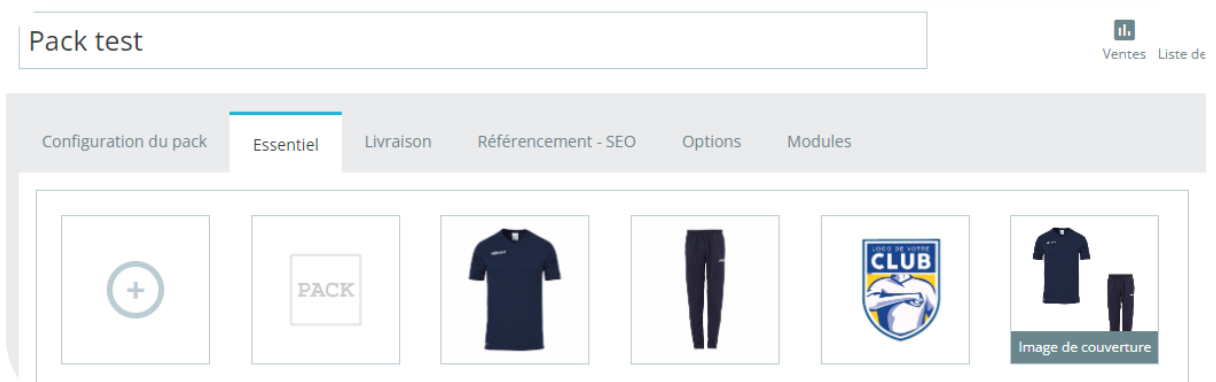 Pack test
Ventes Liste de
Configuration du pack Essentiel Livraison Référencement - SEO Options Modules
PACK
LOGO DE VOTRE
CLUB
Image de couverture